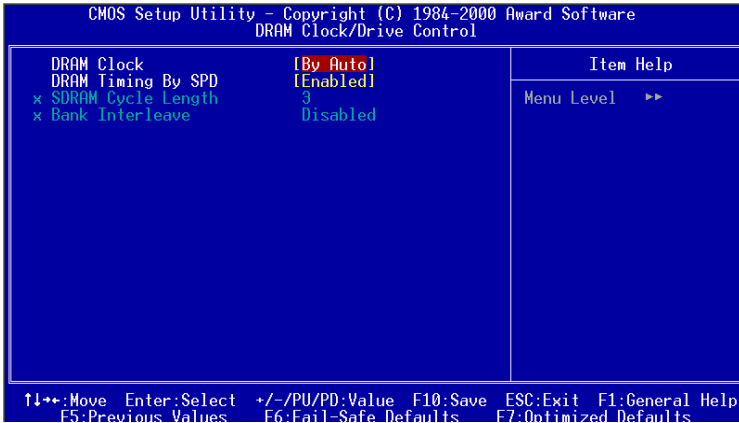 CMOS Setup Utility - Copyright (C) 1984-2000 Award Software
DRAM Clock/Drive Control
DRAM Clock [By Auto] Item Help
DRAM Timing By SPD [Enabled]
x SDRAM Cycle Length 3 Menu Level ▶▶
x Bank Interleave Disabled
↑↓→←:Move Enter:Select +/-/PU/PD:Value F10:Save ESC:Exit F1:General Help
F5:Previous Values F6:Fail-Safe Defaults F7:Optimized Defaults